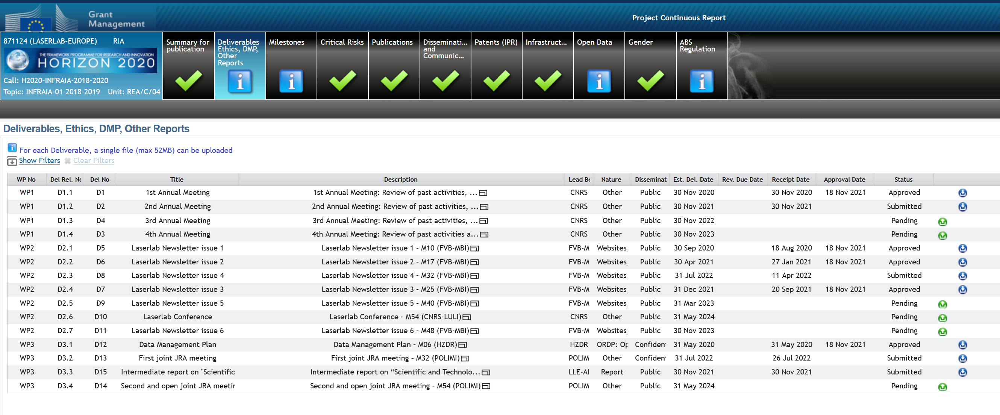 Grant
Management
Project Continuous Report
871124 (LASERLAB-EUROPE) RIA
THE FRAMEWORK PROGRAMME FOR RESEARCH AND INNOVATION
HORIZON 2020
Call: H2020-INFRAIA-2018-2020
Topic: INFRAIA-01-2018-2019 Unit: REA/C/04
Summary for
publication
Deliverables
Ethics, DMP,
Other
Reports
Milestones
Critical Risks
Publications
Disseminati...
and
Communic...
Patents (IPR)
Infrastruct...
Open Data
Gender
ABS
Regulation
Deliverables, Ethics, DMP, Other Reports
For each Deliverable, a single file (max 52MB) can be uploaded
Show Filters Clear Filters
WP No Del Rel. No Del No Title Description Lead Be Nature Disseminat Est. Del. Date Rev. Due Date Receipt Date Approval Date Status
WP1 D1.1 D1 1st Annual Meeting 1st Annual Meeting: Review of past activities, ... CNRS Other Public 30 Nov 2020 30 Nov 2020 18 Nov 2021 Approved
WP1 D1.2 D2 2nd Annual Meeting 2nd Annual Meeting: Review of past activities, ... CNRS Other Public 30 Nov 2021 30 Nov 2021 Submitted
WP1 D1.3 D4 3rd Annual Meeting 3rd Annual Meeting: Review of past activities, ... CNRS Other Public 30 Nov 2022 Pending
WP1 D1.4 D3 4th Annual Meeting 4th Annual Meeting: Review of past activities a... CNRS Other Public 30 Nov 2023 Pending
WP2 D2.1 D5 Laserlab Newsletter issue 1 Laserlab Newsletter issue 1 - M10 (FVB-MBI) FVB-M Websites, Public 30 Sep 2020 18 Aug 2020 18 Nov 2021 Approved
WP2 D2.2 D6 Laserlab Newsletter issue 2 Laserlab Newsletter issue 2 - M17 (FVB-MBI) FVB-M Websites, Public 30 Apr 2021 27 Jan 2021 18 Nov 2021 Approved
WP2 D2.3 D8 Laserlab Newsletter issue 4 Laserlab Newsletter issue 4 - M32 (FVB-MBI) FVB-M Websites, Public 31 Jul 2022 11 Apr 2022 Submitted
WP2 D2.4 D7 Laserlab Newsletter issue 3 Laserlab Newsletter issue 3 - M25 (FVB-MBI) FVB-M Websites, Public 31 Dec 2021 20 Sep 2021 18 Nov 2021 Approved
WP2 D2.5 D9 Laserlab Newsletter issue 5 Laserlab Newsletter issue 5 - M40 (FVB-MBI) FVB-M Websites, Public 31 Mar 2023 Pending
WP2 D2.6 D10 Laserlab Conference Laserlab Conference - M54 (CNRS-LULI) CNRS Other Public 31 May 2024 Pending
WP2 D2.7 D11 Laserlab Newsletter issue 6 Laserlab Newsletter issue 6 - M48 (FVB-MBI) FVB-M Websites, Public 30 Nov 2023 Pending
WP3 D3.1 D12 Data Management Plan Data Management Plan - M06 (HZDR) HZDR ORDP: Op Confiden 31 May 2020 31 May 2020 18 Nov 2021 Approved
WP3 D3.2 D13 First joint JRA meeting First joint JRA meeting - M32 (POLIMI) POLIM Other Confiden 31 Jul 2022 26 Jul 2022 Submitted
WP3 D3.3 D15 Intermediate report on "Scientific Intermediate report on “Scientific and Technolo... LLE-AI Report Public 30 Nov 2021 30 Nov 2021 Submitted
WP3 D3.4 D14 Second and open joint JRA meetin Second and open joint JRA meeting - M54 (POLIMI) POLIM Other Public 31 May 2024 Pending